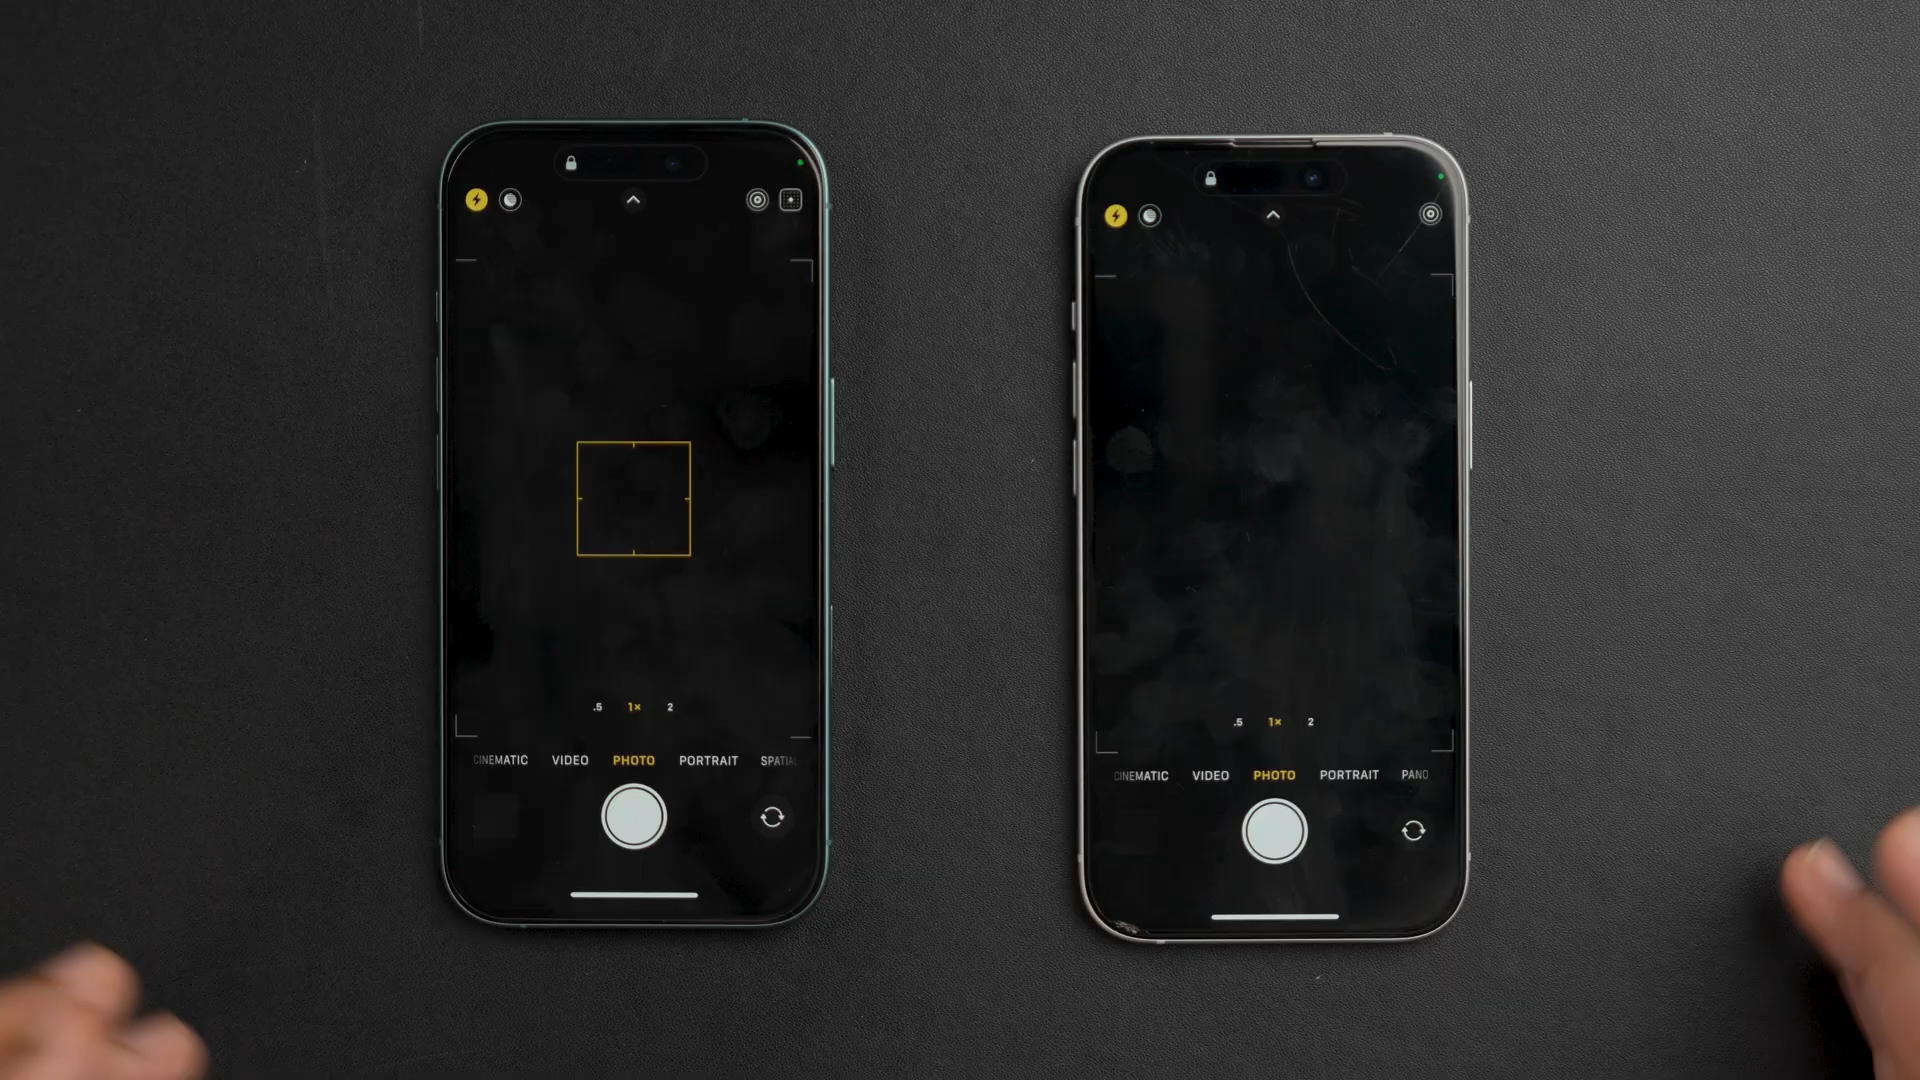 .5 1× 2
CINEMATIC VIDEO PHOTO PORTRAIT SPATIAL
.5 1× 2
CINEMATIC VIDEO PHOTO PORTRAIT PANO